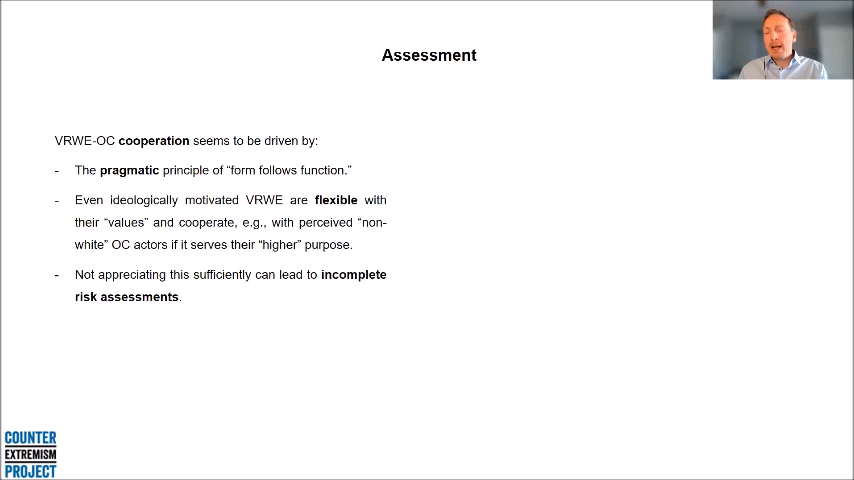 Assessment
VRWE-OC cooperation seems to be driven by:
- The pragmatic principle of “form follows function.”
- Even ideologically motivated VRWE are flexible with
their “values” and cooperate, e.g., with perceived “non-
white” OC actors if it serves their “higher” purpose.
- Not appreciating this sufficiently can lead to incomplete
risk assessments.
COUNTER
EXTREMISM
PROJECT